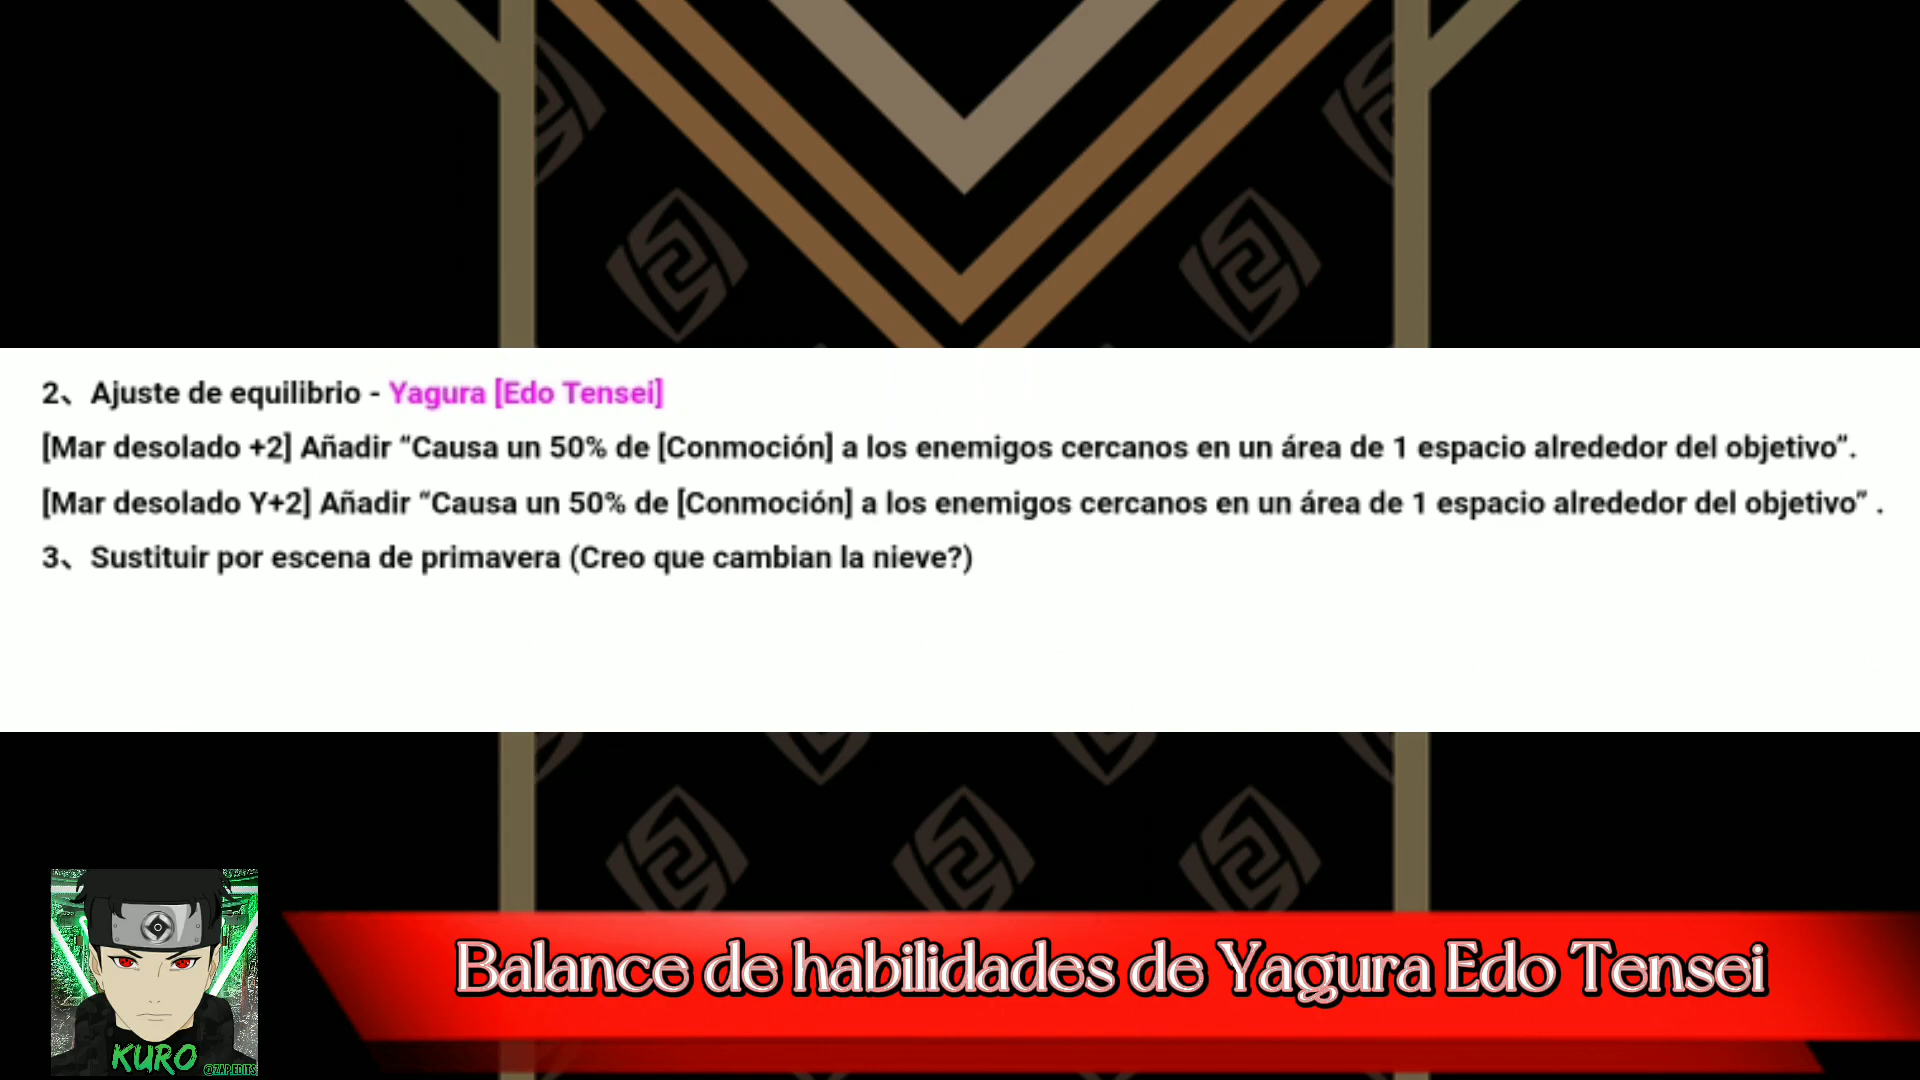 2、 Ajuste de equilibrio - Yagura [Edo Tensei]
[Mar desolado +2] Añadir “Causa un 50% de [Conmoción] a los enemigos cercanos en un área de 1 espacio alrededor del objetivo”.
[Mar desolado Y+2] Añadir “Causa un 50% de [Conmoción] a los enemigos cercanos en un área de 1 espacio alrededor del objetivo” .
3、 Sustituir por escena de primavera (Creo que cambian la nieve?)
Balance de habilidades de Yagura Edo Tensei
KURO
@ZAP.EDITS